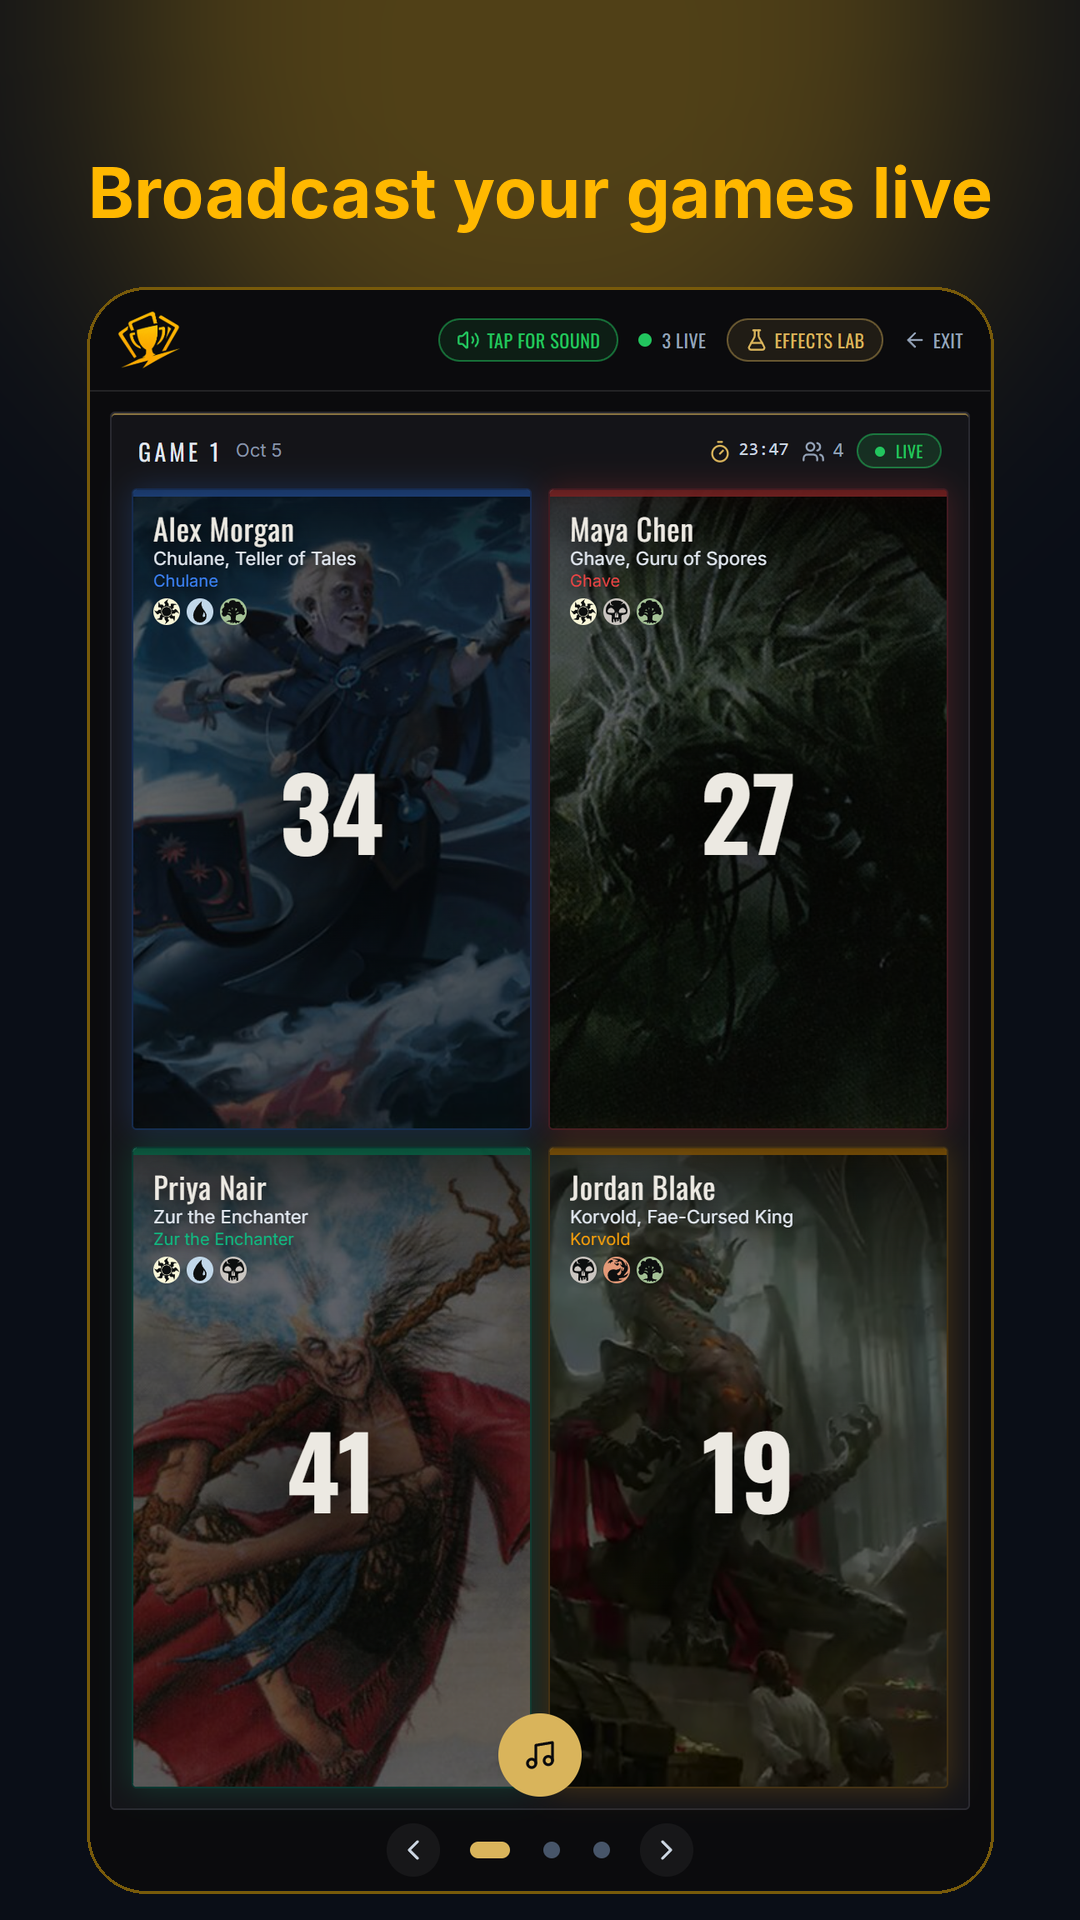 Broadcast your games live
TAP FOR SOUND
3 LIVE
EFFECTS LAB
EXIT
GAME 1 Oct 5
23:47
4
LIVE
Alex Morgan
Chulane, Teller of Tales
Chulane
34
Maya Chen
Ghave, Guru of Spores
Ghave
27
Priya Nair
Zur the Enchanter
Zur the Enchanter
41
Jordan Blake
Korvold, Fae-Cursed King
Korvold
19